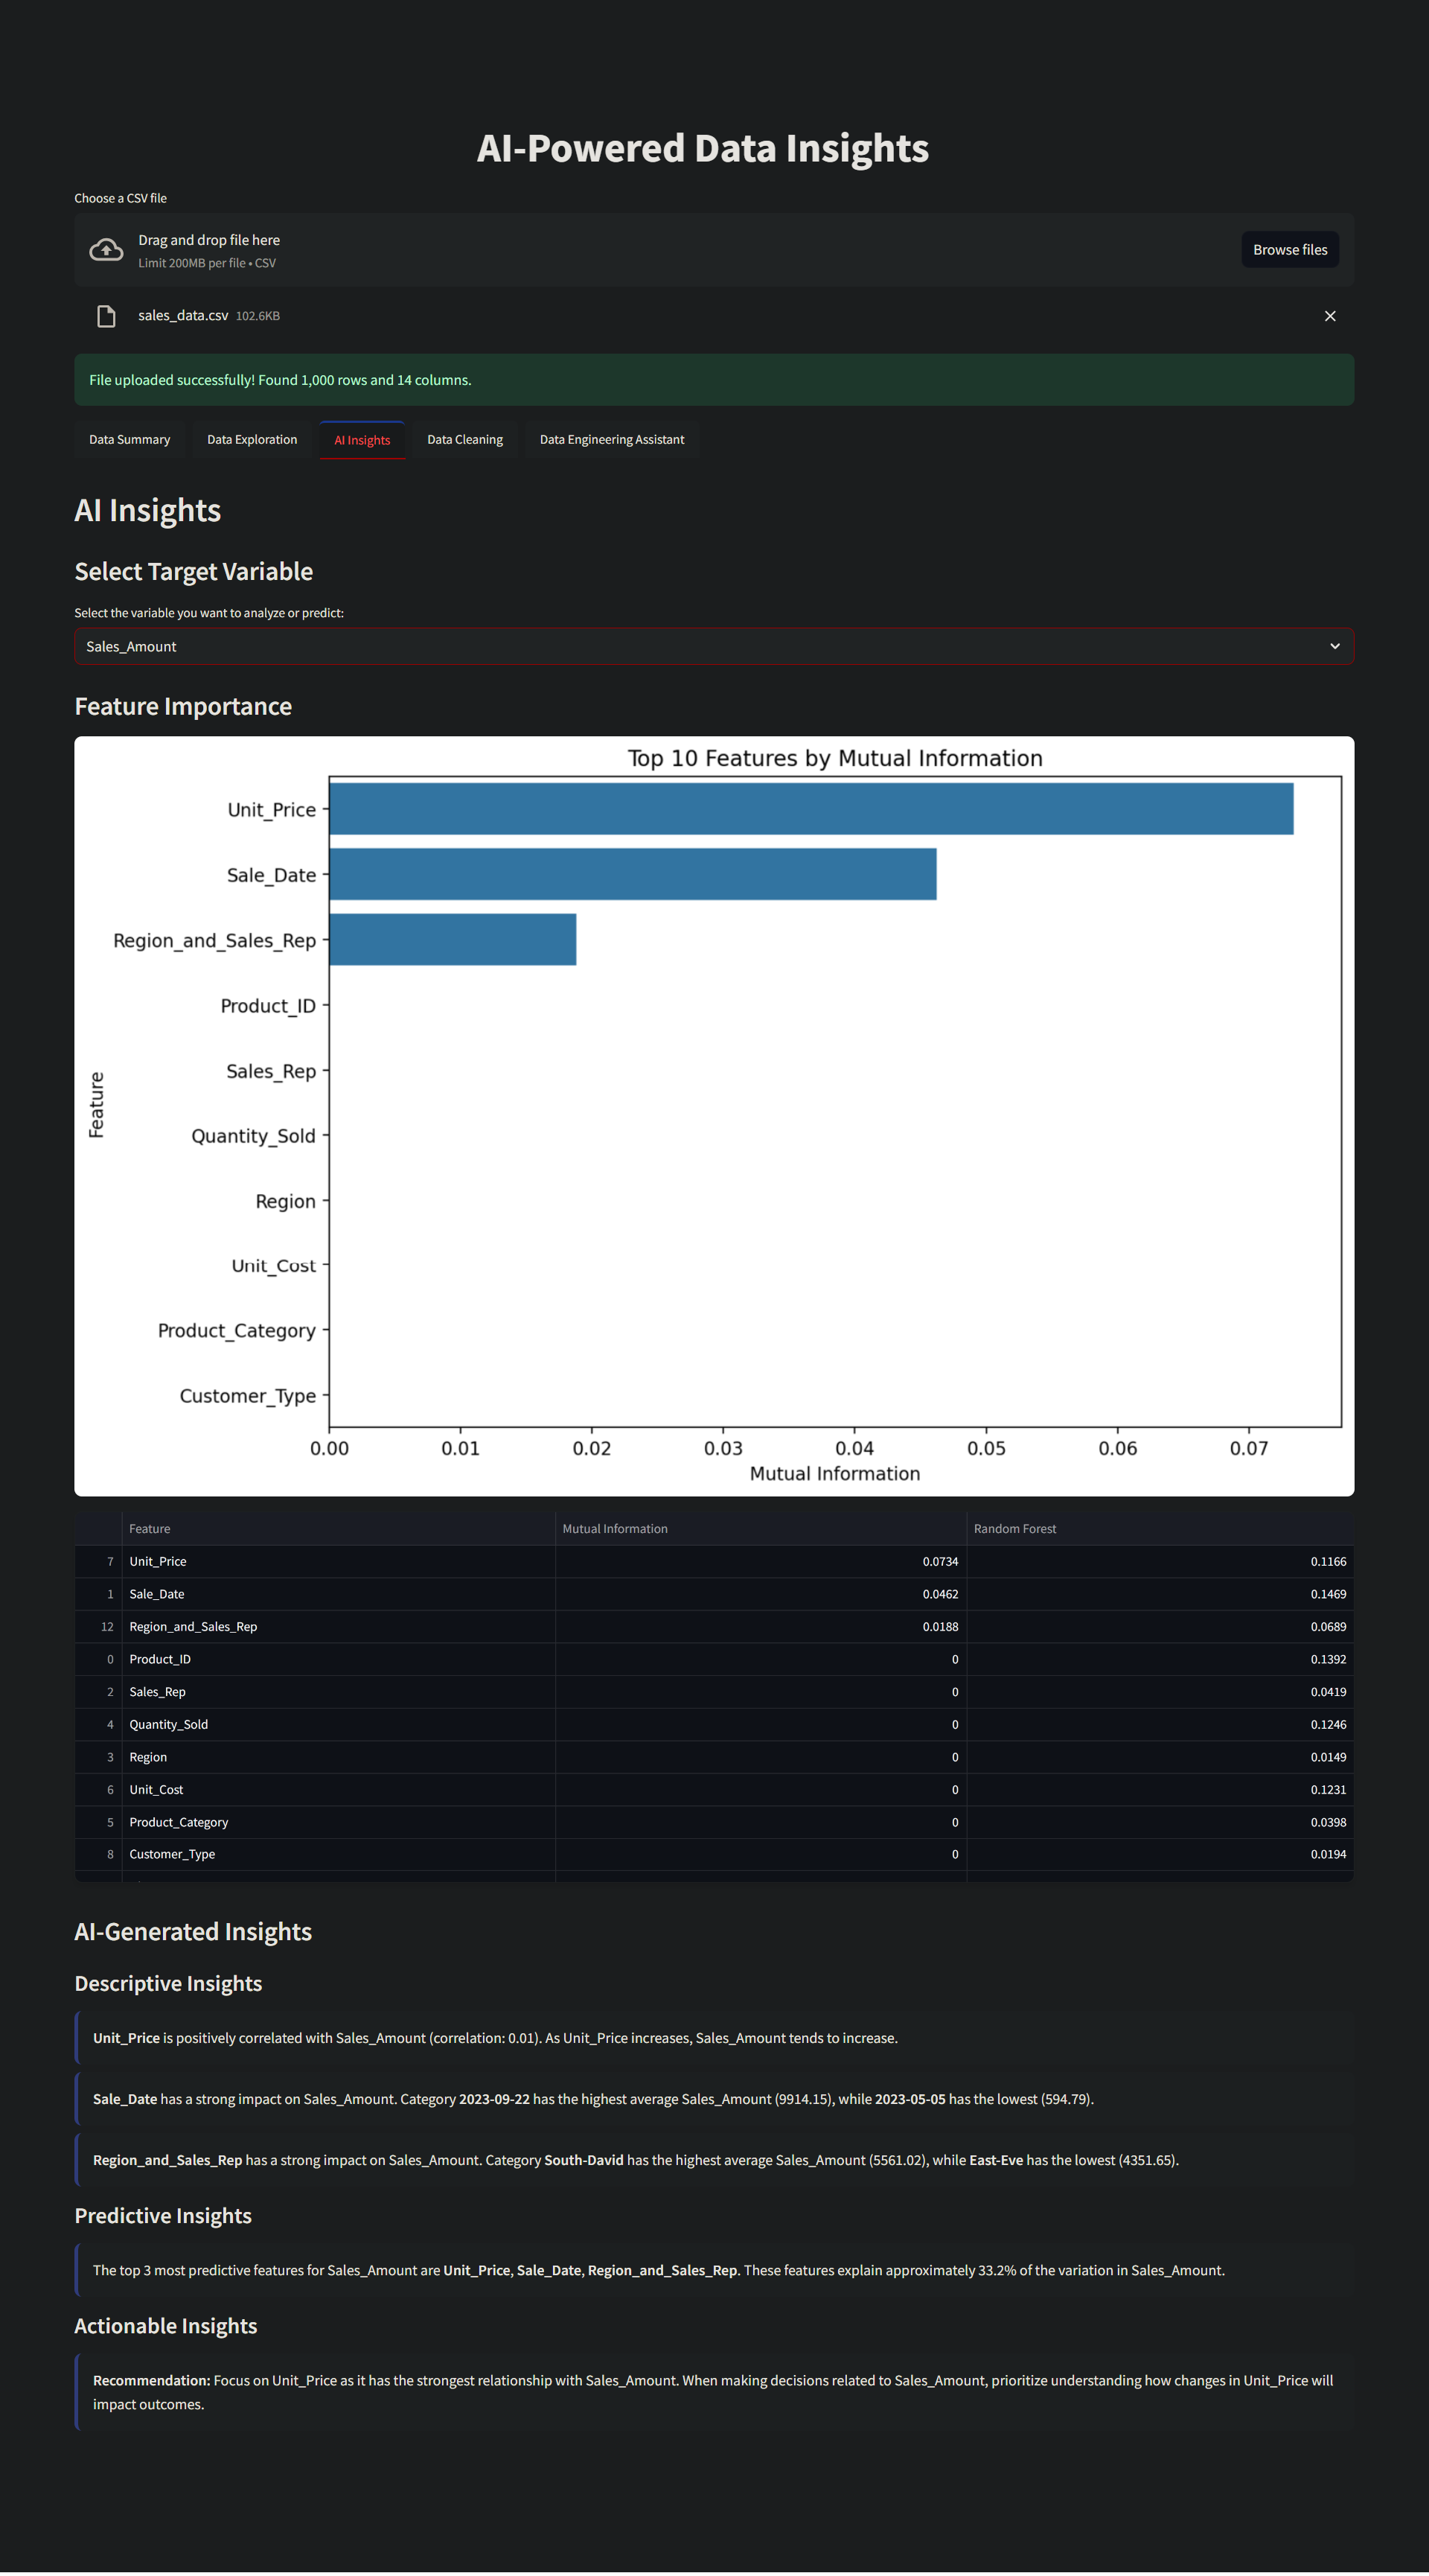 AI-Powered Data Insights
Choose a CSV file
Drag and drop file here
Limit 200MB per file • CSV
Browse files
sales_data.csv 102.6KB
File uploaded successfully! Found 1,000 rows and 14 columns.
Data Summary Data Exploration AI Insights Data Cleaning Data Engineering Assistant
AI Insights
Select Target Variable
Select the variable you want to analyze or predict:
Sales_Amount
Feature Importance
Top 10 Features by Mutual Information
Unit_Price
Sale_Date
Region_and_Sales_Rep
Product_ID
Sales_Rep
Quantity_Sold
Region
Unit_Cost
Product_Category
Customer_Type
Feature
0.00 0.01 0.02 0.03 0.04 0.05 0.06 0.07
Mutual Information
Feature Mutual Information Random Forest
7 Unit_Price 0.0734 0.1166
1 Sale_Date 0.0462 0.1469
12 Region_and_Sales_Rep 0.0188 0.0689
0 Product_ID 0 0.1392
2 Sales_Rep 0 0.0419
4 Quantity_Sold 0 0.1246
3 Region 0 0.0149
6 Unit_Cost 0 0.1231
5 Product_Category 0 0.0398
8 Customer_Type 0 0.0194
AI-Generated Insights
Descriptive Insights
Unit_Price is positively correlated with Sales_Amount (correlation: 0.01). As Unit_Price increases, Sales_Amount tends to increase.
Sale_Date has a strong impact on Sales_Amount. Category 2023-09-22 has the highest average Sales_Amount (9914.15), while 2023-05-05 has the lowest (594.79).
Region_and_Sales_Rep has a strong impact on Sales_Amount. Category South-David has the highest average Sales_Amount (5561.02), while East-Eve has the lowest (4351.65).
Predictive Insights
The top 3 most predictive features for Sales_Amount are Unit_Price, Sale_Date, Region_and_Sales_Rep. These features explain approximately 33.2% of the variation in Sales_Amount.
Actionable Insights
Recommendation: Focus on Unit_Price as it has the strongest relationship with Sales_Amount. When making decisions related to Sales_Amount, prioritize understanding how changes in Unit_Price will
impact outcomes.